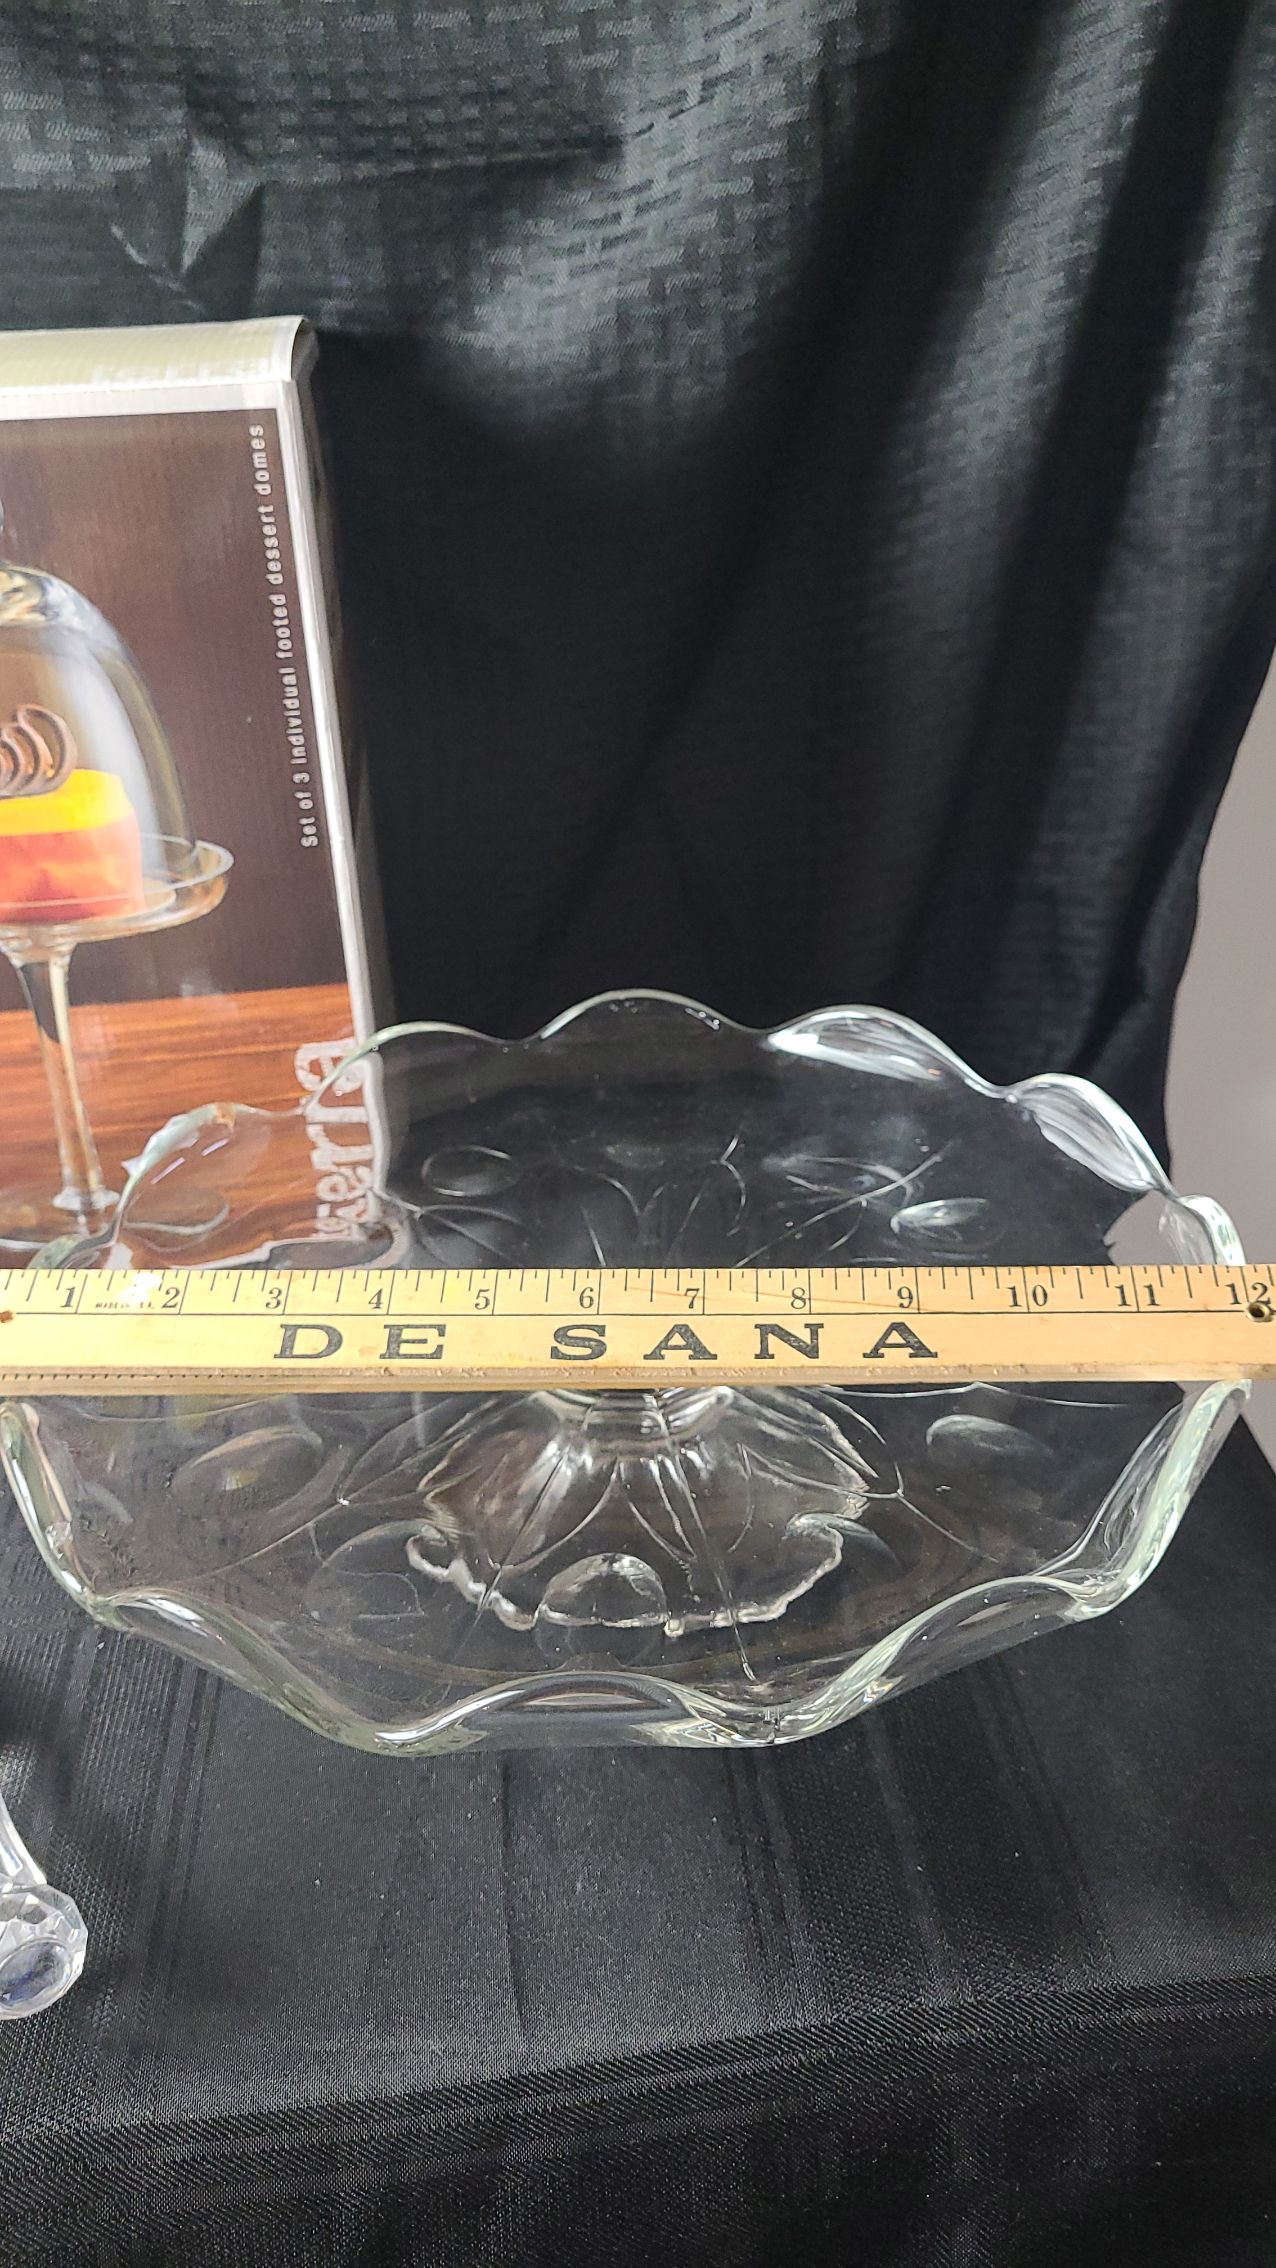 Set of 3 individual footed dessert domes
terra
1 2 3 4 5 6 7 8 9 10 11 12
DE SANA